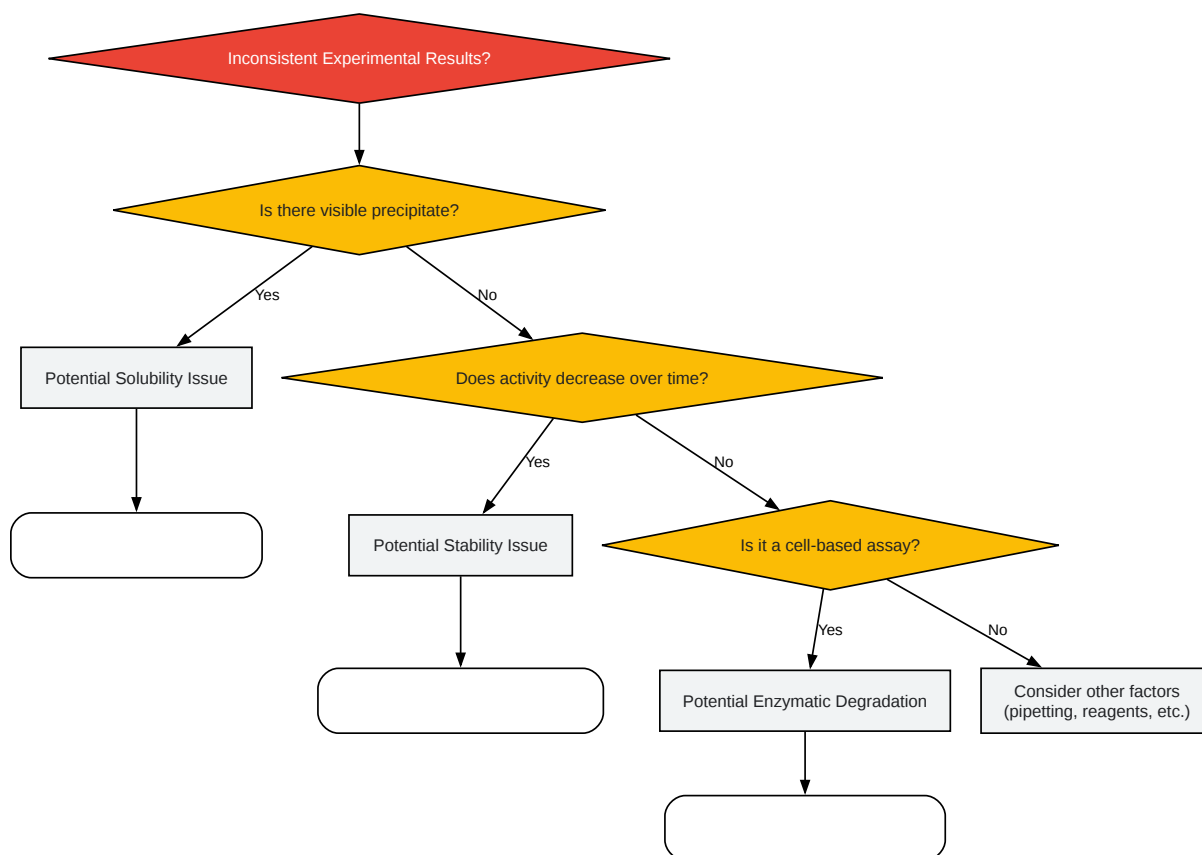 Inconsistent Experimental Results?
Is there visible precipitate?
Yes
No
Potential Solubility Issue
Does activity decrease over time?
Yes
No
Potential Stability Issue
Is it a cell-based assay?
Yes
No
Potential Enzymatic Degradation
Consider other factors
(pipetting, reagents, etc.)